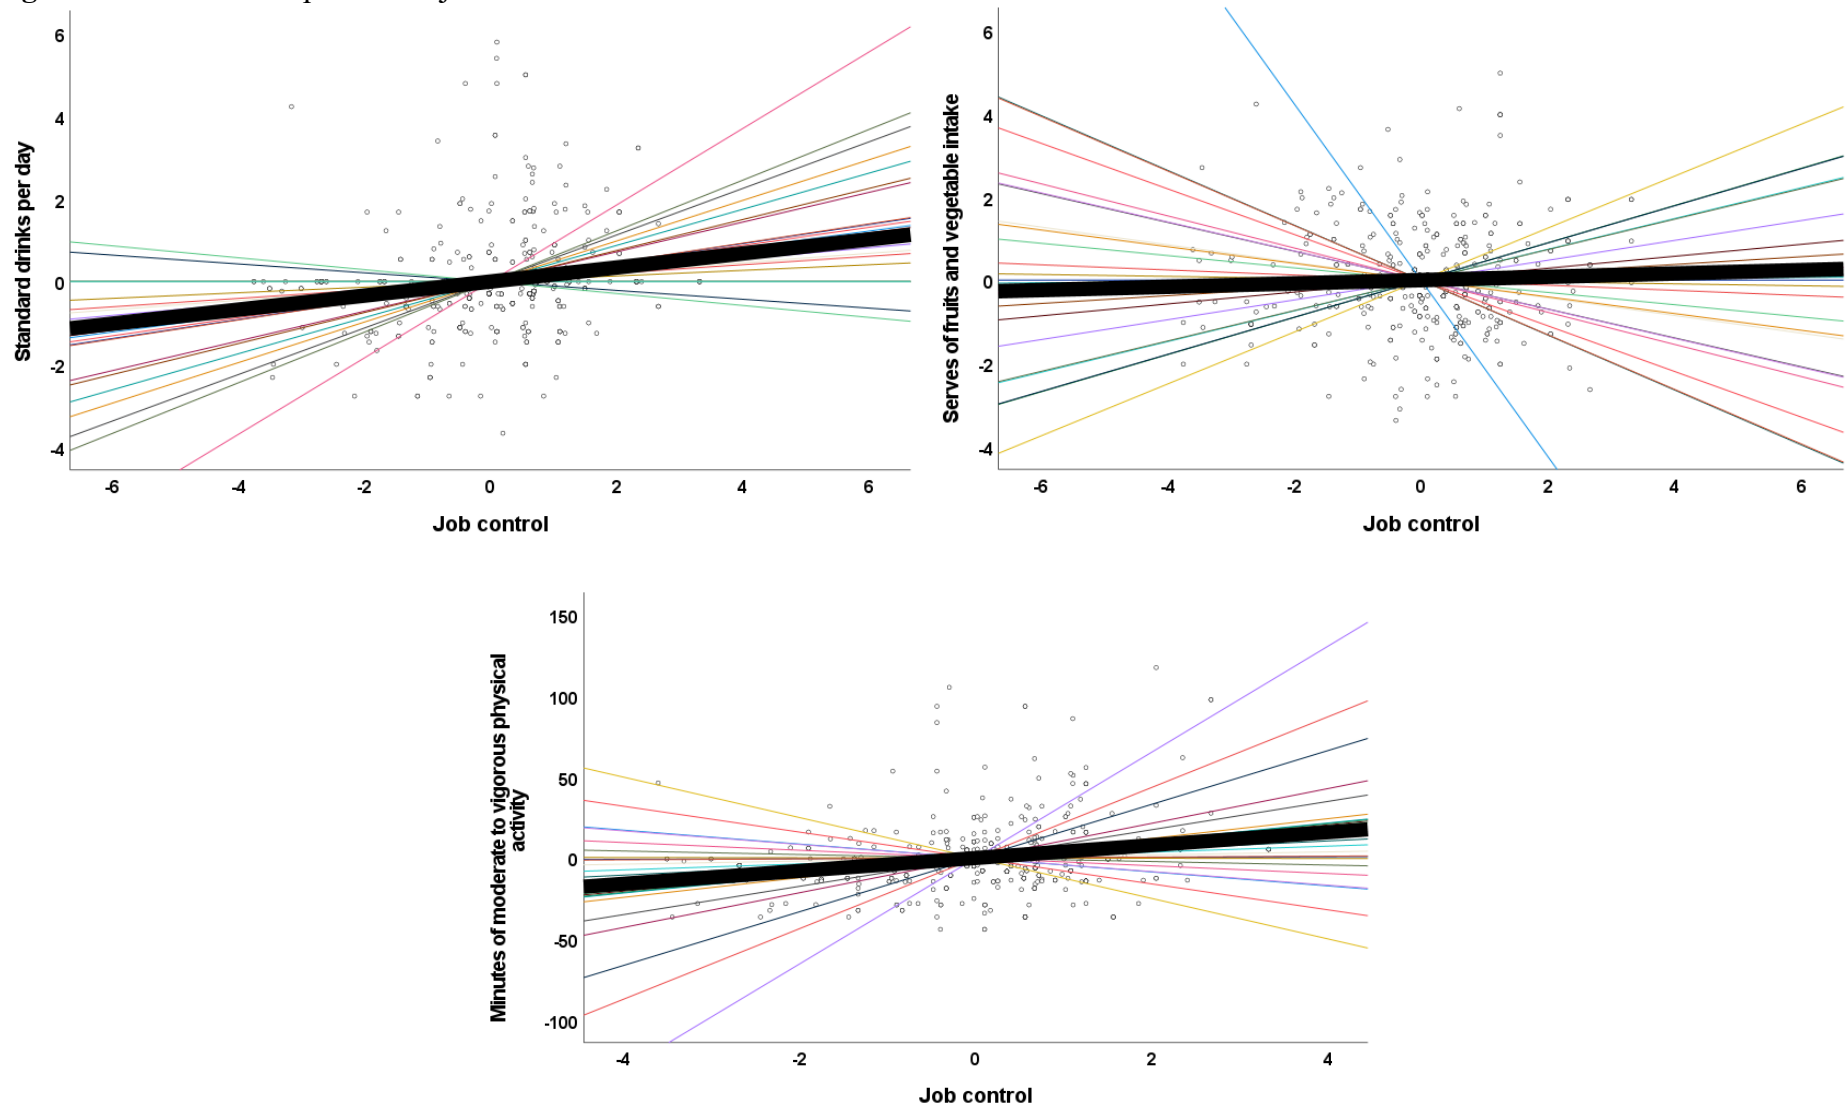 6
4
2
0
-2
-4
Standard drinks per day
-6 -4 -2 0 2 4 6
Job control
6
4
2
0
-2
-4
Serves of fruits and vegetable intake
-6 -4 -2 0 2 4 6
Job control
150
100
50
0
-50
-100
Minutes of moderate to vigorous physical
activity
-4 -2 0 2 4
Job control